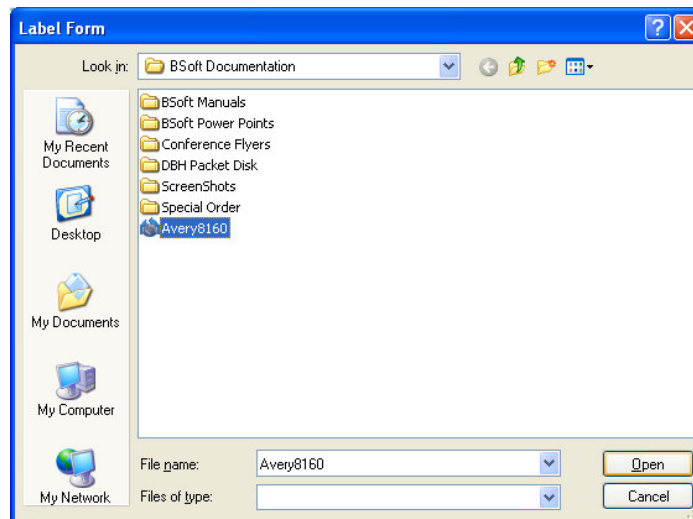 Label Form
Look in:
BSoft Documentation
My Recent
Documents
Desktop
My Documents
My Computer
My Network
BSoft Manuals
BSoft Power Points
Conference Flyers
DBH Packet Disk
ScreenShots
Special Order
Avery8160
File name:
Avery8160
Open
Files of type:
Cancel